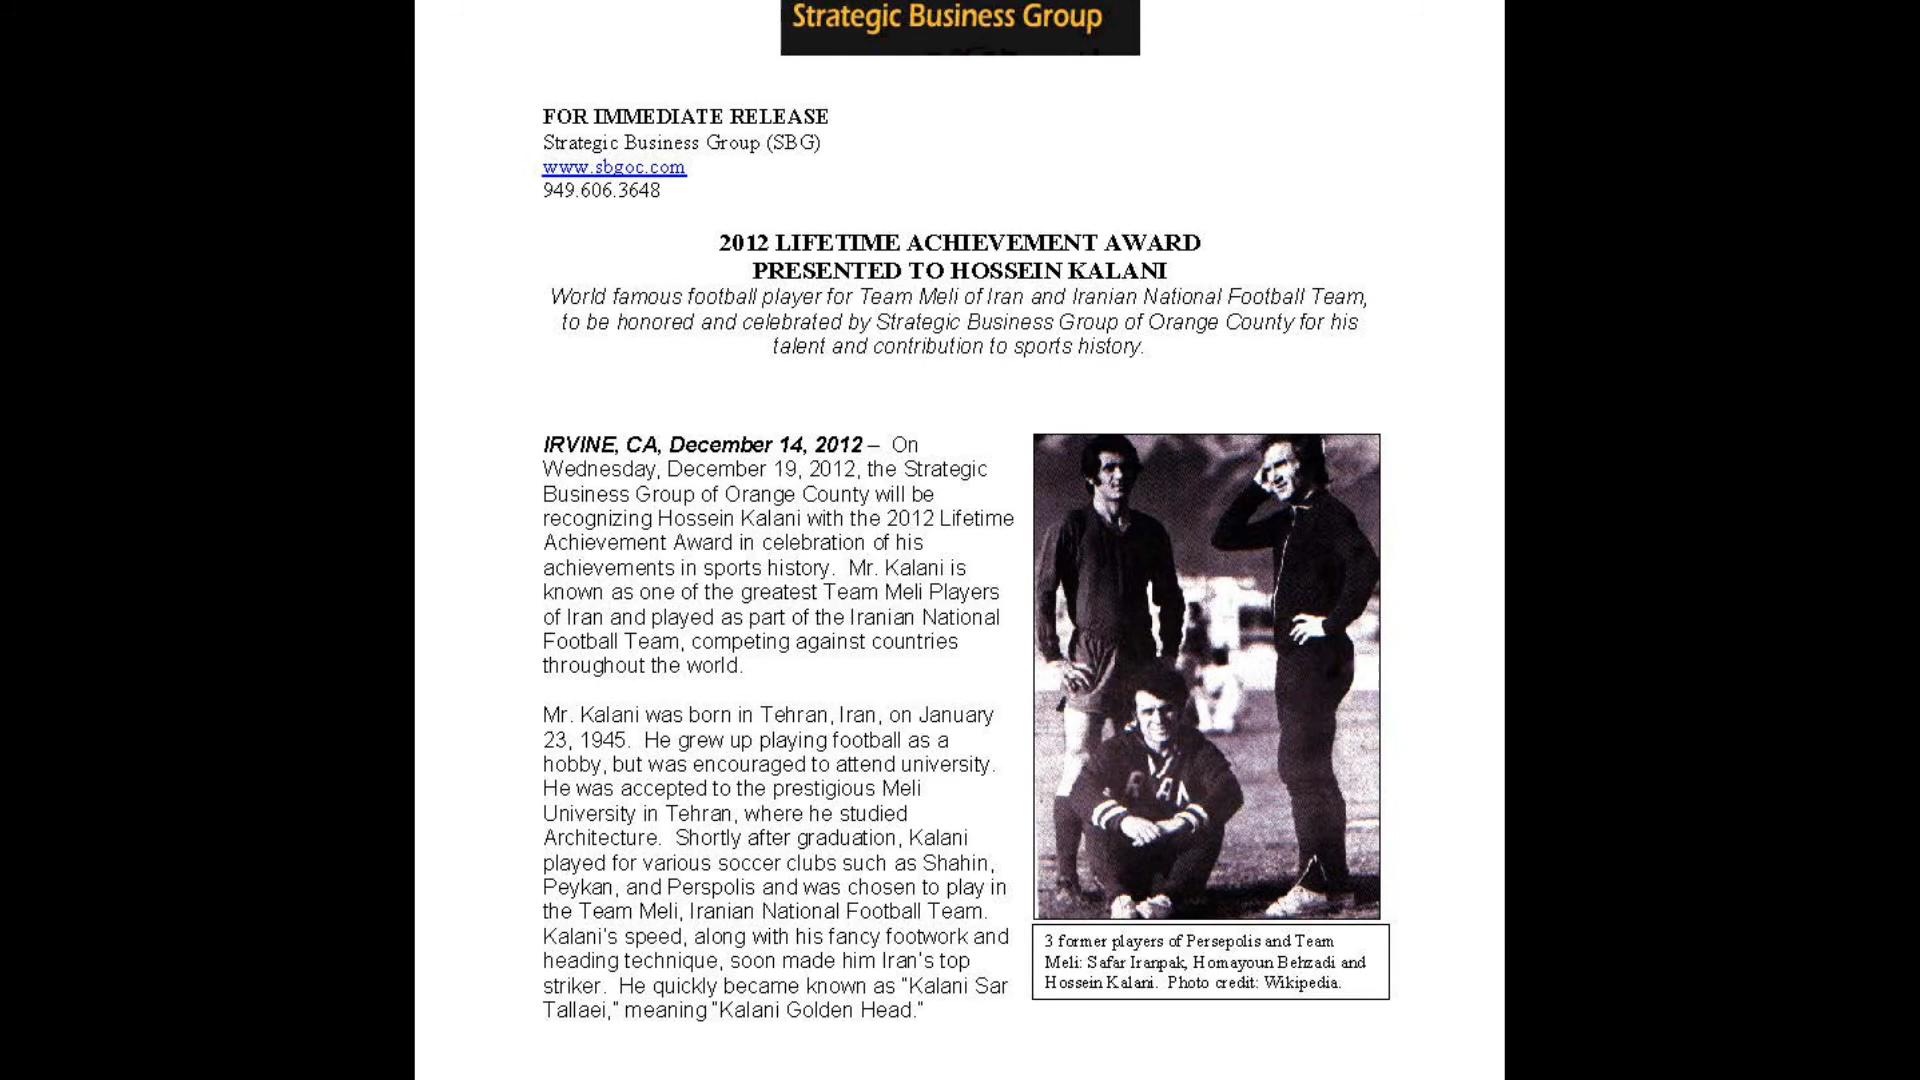 Strategic Business Group
FOR IMMEDIATE RELEASE
Strategic Business Group (SBG)
www.sbgoc.com
949.606.3648
2012 LIFETIME ACHIEVEMENT AWARD
PRESENTED TO HOSSEIN KALANI
World famous football player for Team Meli of Iran and Iranian National Football Team,
to be honored and celebrated by Strategic Business Group of Orange County for his
talent and contribution to sports history.
IRVINE, CA, December 14, 2012 – On
Wednesday, December 19, 2012, the Strategic
Business Group of Orange County will be
recognizing Hossein Kalani with the 2012 Lifetime
Achievement Award in celebration of his
achievements in sports history. Mr. Kalani is
known as one of the greatest Team Meli Players
of Iran and played as part of the Iranian National
Football Team, competing against countries
throughout the world.
Mr. Kalani was born in Tehran, Iran, on January
23, 1945. He grew up playing football as a
hobby, but was encouraged to attend university.
He was accepted to the prestigious Meli
University in Tehran, where he studied
Architecture. Shortly after graduation, Kalani
played for various soccer clubs such as Shahin,
Peykan, and Perspolis and was chosen to play in
the Team Meli, Iranian National Football Team.
Kalani's speed, along with his fancy footwork and
heading technique, soon made him Iran's top
striker. He quickly became known as "Kalani Sar
Tallaei," meaning "Kalani Golden Head."
IRAN
3 former players of Persepolis and Team
Meli: Safar Iranpak, Homayoun Behzadi and
Hossein Kalani. Photo credit: Wikipedia.